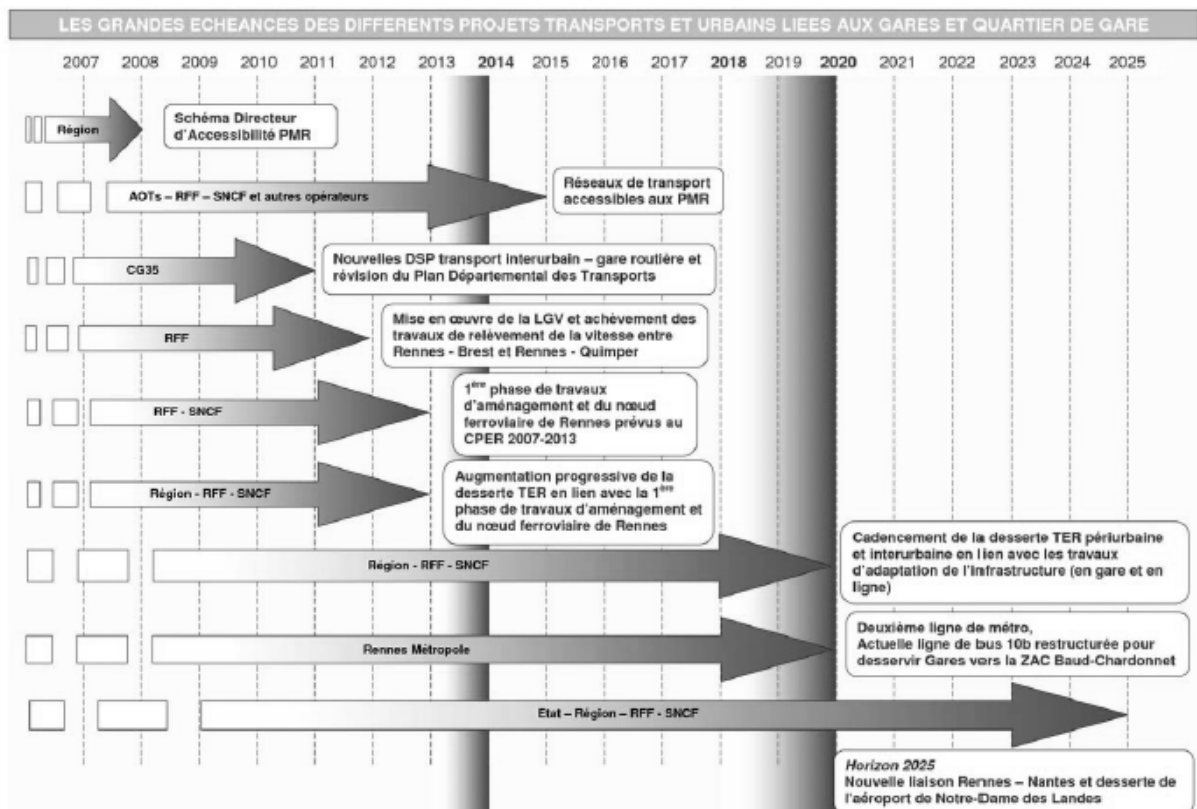 LES GRANDES ECHEANCES DES DIFFERENTS PROJETS TRANSPORTS ET URBAINS LIEES AUX GARES ET QUARTIER DE GARE
2007 2008 2009 2010 2011 2012 2013 2014 2015 2016 2017 2018 2019 2020 2021 2022 2023 2024 2025
Région
Schéma Directeur
d'Accessibilité PMR
AOTs – RFF – SNCF et autres opérateurs
Réseaux de transport
accessibles aux PMR
CG35
Nouvelles DSP transport interurbain – gare routière et
révision du Plan Départemental des Transports
RFF
Mise en œuvre de la LGV et achèvement des
travaux de relèvement de la vitesse entre
Rennes - Brest et Rennes - Quimper
RFF - SNCF
1ère phase de travaux
d'aménagement et du nœud
ferroviaire de Rennes prévus au
CPER 2007-2013
Région - RFF - SNCF
Augmentation progressive de la
desserte TER en lien avec la 1ère
phase de travaux d'aménagement et
du nœud ferroviaire de Rennes
Région - RFF - SNCF
Cadencement de la desserte TER périurbaine
et interurbaine en lien avec les travaux
d'adaptation de l'infrastructure (en gare et en
ligne)
Rennes Métropole
Deuxième ligne de métro,
Actuelle ligne de bus 10b restructurée pour
desservir Gares vers la ZAC Baud-Chardonnet
Etat – Région – RFF - SNCF
Horizon 2025
Nouvelle liaison Rennes – Nantes et desserte de
l'aéroport de Notre-Dame des Landes